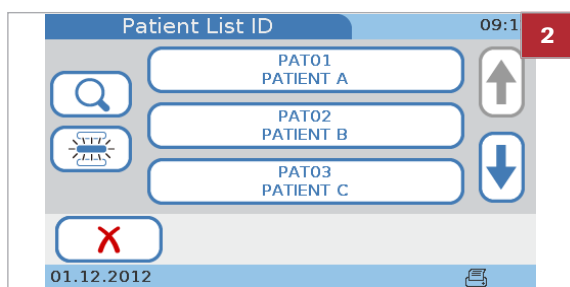 Patient List ID
09:1
2
PAT01
PATIENT A
PAT02
PATIENT B
PAT03
PATIENT C
01.12.2012